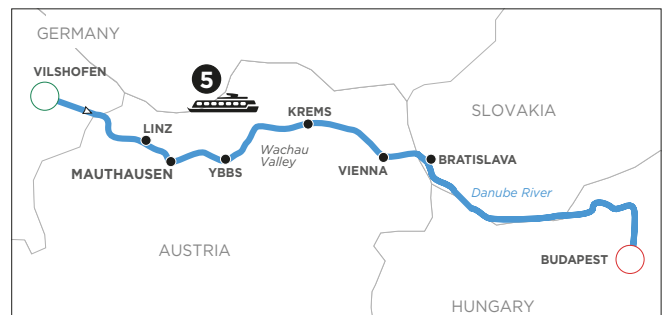 GERMANY
VILSHOFEN
5
LINZ
MAUTHAUSEN
YBBS
KREMS
Wachau
Valley
VIENNA
SLOVAKIA
BRATISLAVA
Danube River
AUSTRIA
BUDAPEST
HUNGARY